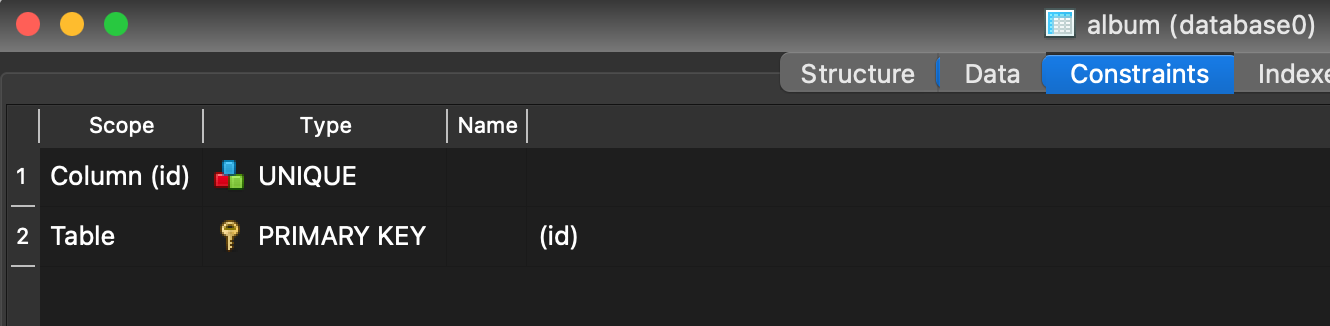 album (database0)
Structure Data Constraints Indexe
Scope Type Name
1 Column (id) UNIQUE
2 Table PRIMARY KEY (id)